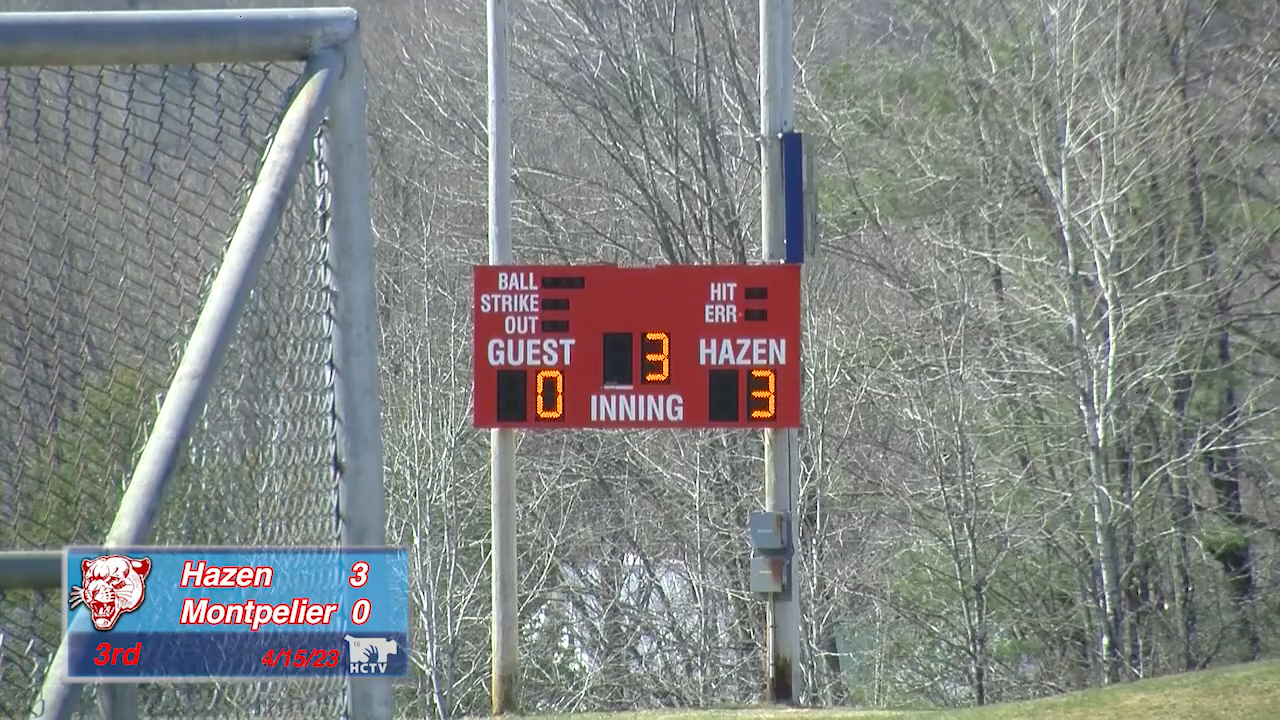 BALL
STRIKE
OUT
HIT
ERR
GUEST 3 HAZEN
0 INNING 3
Hazen 3
Montpelier 0
3rd 4/15/23
16
HCTV